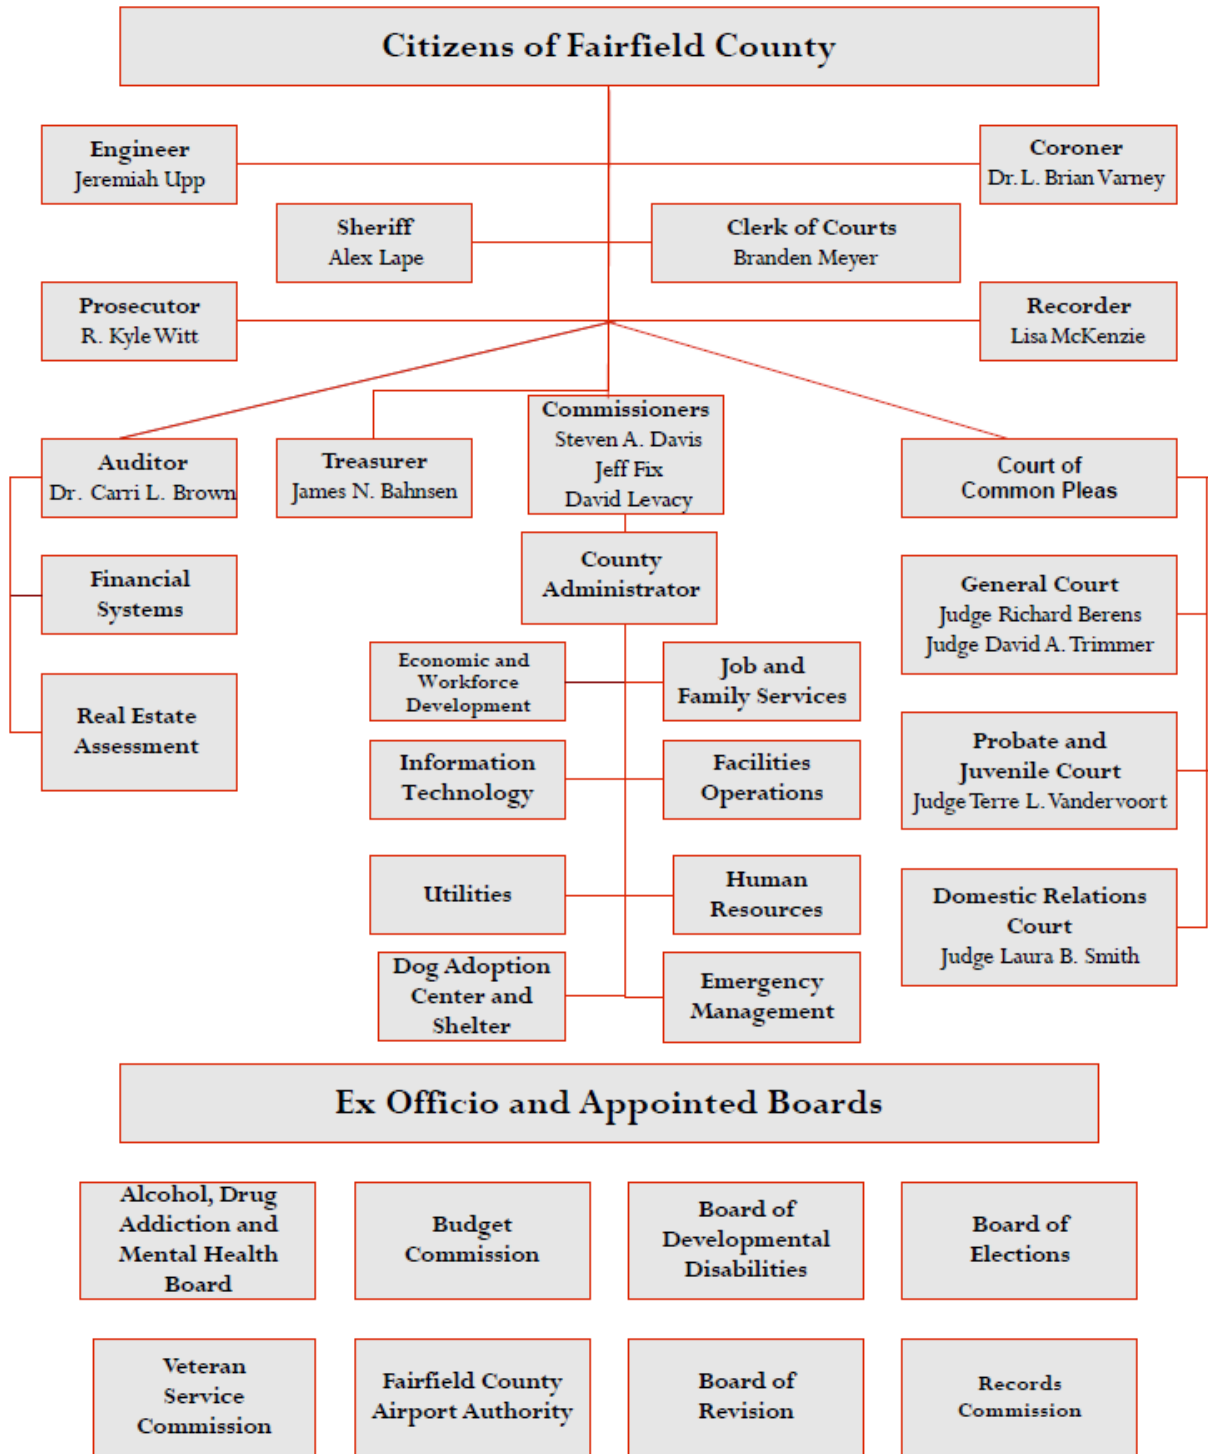 Citizens of Fairfield County
Engineer
Jeremiah Upp
Coroner
Dr. L. Brian Varney
Sheriff
Alex Lape
Clerk of Courts
Branden Meyer
Prosecutor
R. Kyle Witt
Recorder
Lisa McKenzie
Auditor
Dr. Carri L. Brown
Treasurer
James N. Bahnsen
Commissioners
Steven A. Davis
Jeff Fix
David Levacy
Court of
Common Pleas
County
Administrator
Financial
Systems
Real Estate
Assessment
Economic and
Workforce
Development
Job and
Family Services
Information
Technology
Facilities
Operations
Utilities
Human
Resources
Dog Adoption
Center and
Shelter
Emergency
Management
General Court
Judge Richard Berens
Judge David A. Trimmer
Probate and
Juvenile Court
Judge Terre L. Vandervoort
Domestic Relations
Court
Judge Laura B. Smith
Ex Officio and Appointed Boards
Alcohol, Drug
Addiction and
Mental Health
Board
Budget
Commission
Board of
Developmental
Disabilities
Board of
Elections
Veteran
Service
Commission
Fairfield County
Airport Authority
Board of
Revision
Records
Commission